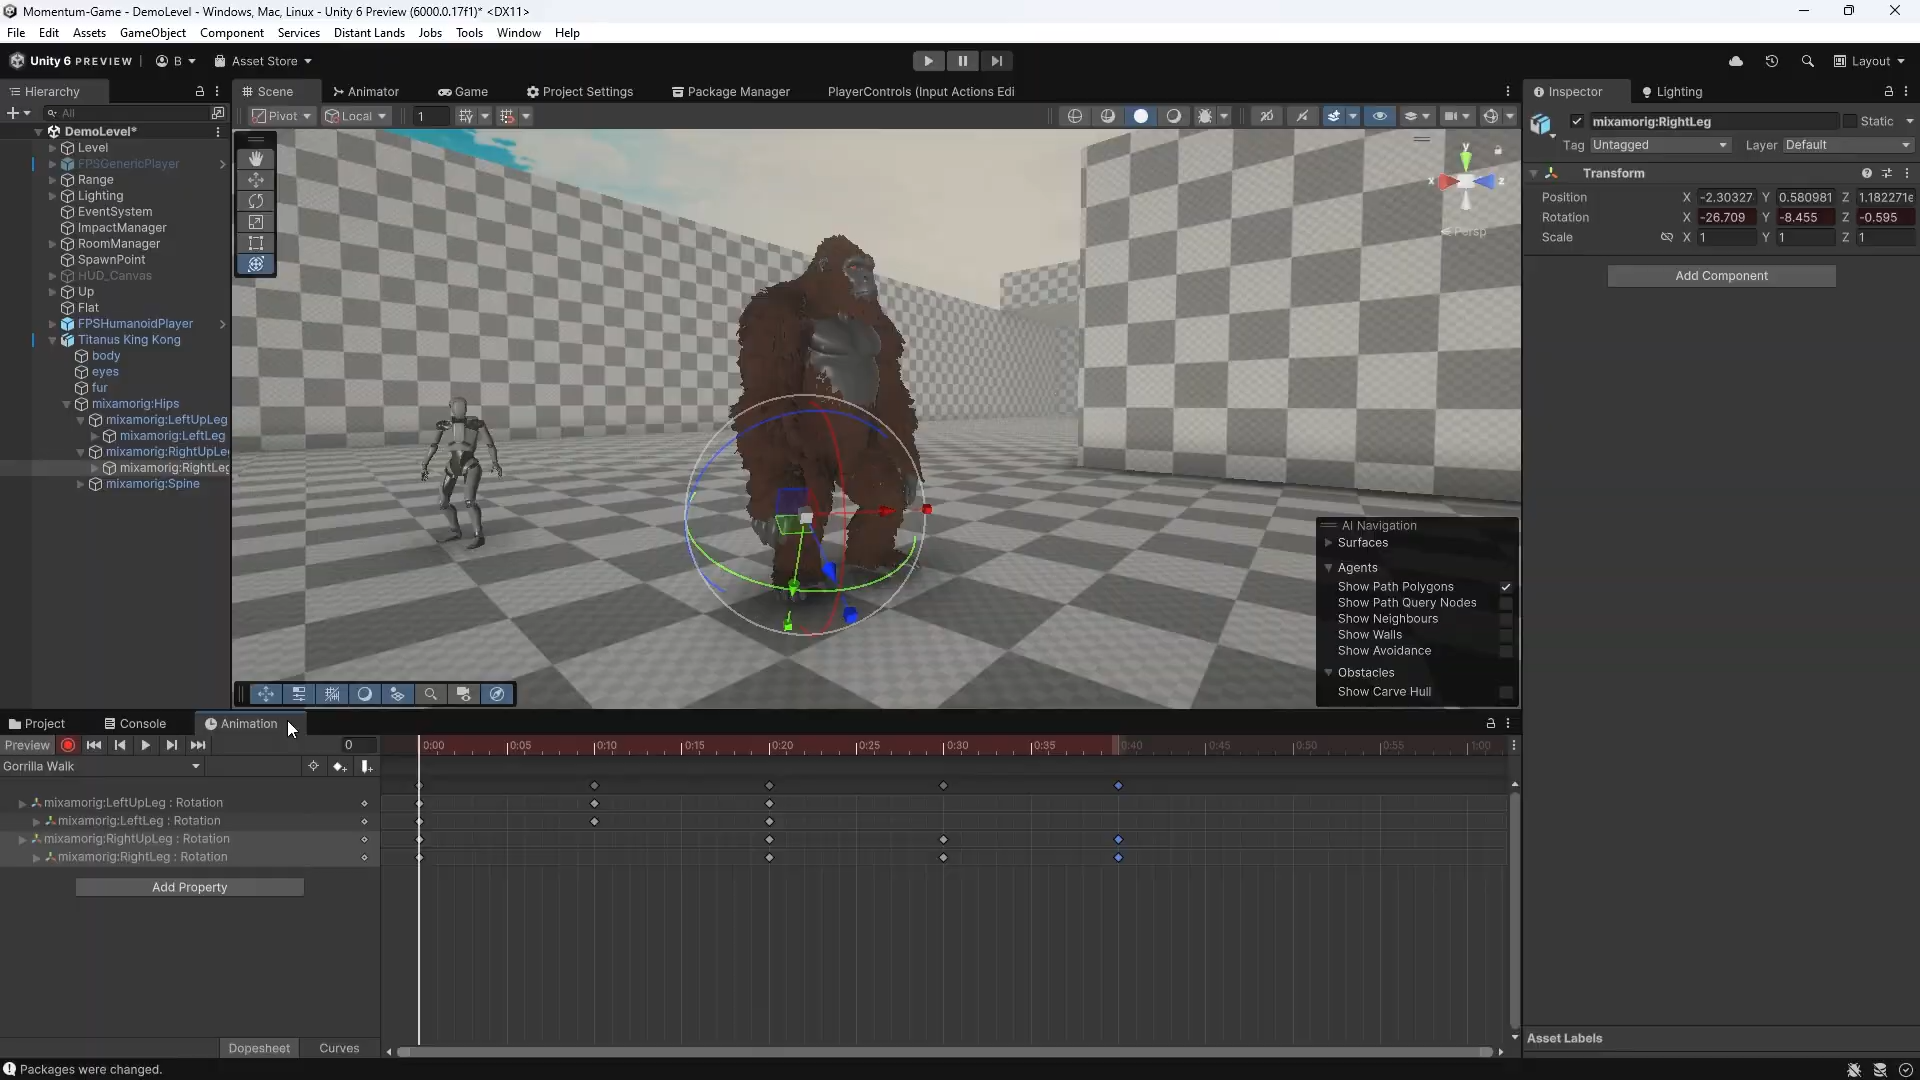 Momentum-Game - DemoLevel - Windows, Mac, Linux - Unity 6 Preview (6000.0.17f1)* <DX11>
File Edit Assets GameObject Component Services Distant Lands Jobs Tools Window Help
Unity 6 PREVIEW B Asset Store Layout
Hierarchy
All
DemoLevel*
Level
FPSGenericPlayer
Range
Lighting
EventSystem
ImpactManager
RoomManager
SpawnPoint
HUD_Canvas
Up
Flat
FPSHumanoidPlayer
Titanus King Kong
body
eyes
fur
mixamorig:Hips
mixamorig:LeftUpLeg
mixamorig:LeftLeg
mixamorig:RightUpLe
mixamorig:RightLeg
mixamorig:Spine
Scene Animator Game Project Settings Package Manager PlayerControls (Input Actions Edi
Pivot Local 1 2D
y
x z
Persp
AI Navigation
Surfaces
Agents
Show Path Polygons
Show Path Query Nodes
Show Neighbours
Show Walls
Show Avoidance
Obstacles
Show Carve Hull
Inspector Lighting
mixamorig:RightLeg Static
Tag Untagged Layer Default
Transform
Position X -2.30327 Y 0.580981 Z 1.182271e
Rotation X -26.709 Y -8.455 Z -0.595
Scale X 1 Y 1 Z 1
Add Component
Asset Labels
Project Console Animation
Preview 0
0:00 0:05 0:10 0:15 0:20 0:25 0:30 0:35 0:40 0:45 0:50 0:55 1:00
Gorrilla Walk
mixamorig:LeftUpLeg : Rotation
mixamorig:LeftLeg : Rotation
mixamorig:RightUpLeg : Rotation
mixamorig:RightLeg : Rotation
Add Property
Dopesheet Curves
Packages were changed.